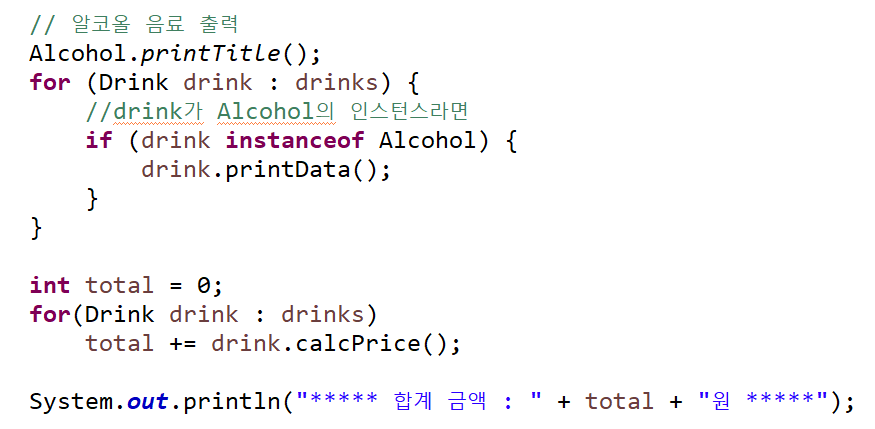 // 알코올 음료 출력
Alcohol.printTitle();
for (Drink drink : drinks) {
    //drink가 Alcohol의 인스턴스라면
    if (drink instanceof Alcohol) {
        drink.printData();
    }
}

int total = 0;
for(Drink drink : drinks)
    total += drink.calcPrice();

System.out.println("***** 합계 금액 : " + total + "원 *****");